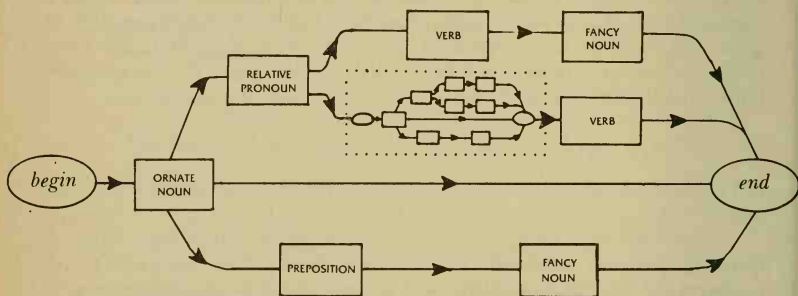 VERB
FANCY
NOUN
RELATIVE
PRONOUN
VERB
begin
ORNATE
NOUN
end
PREPOSITION
FANCY
NOUN